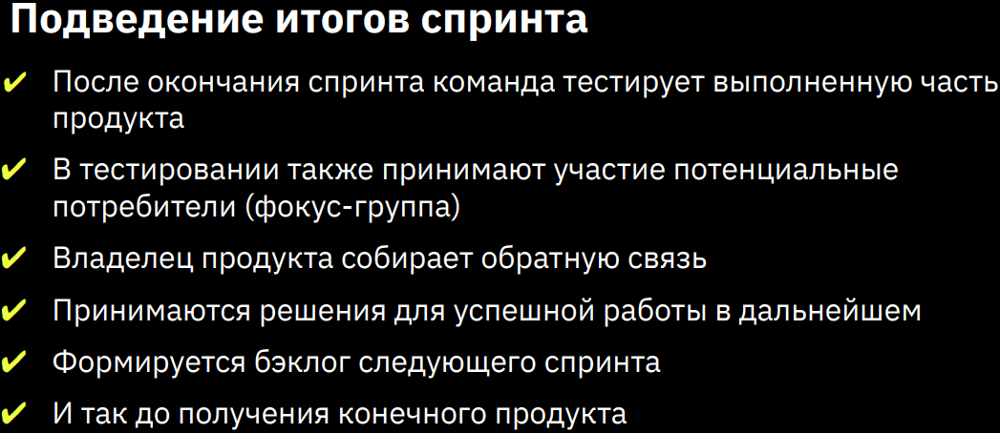 Подведение итогов спринта
✔ После окончания спринта команда тестирует выполненную часть
продукта
✔ В тестировании также принимают участие потенциальные
потребители (фокус-группа)
✔ Владелец продукта собирает обратную связь
✔ Принимаются решения для успешной работы в дальнейшем
✔ Формируется бэклог следующего спринта
✔ И так до получения конечного продукта